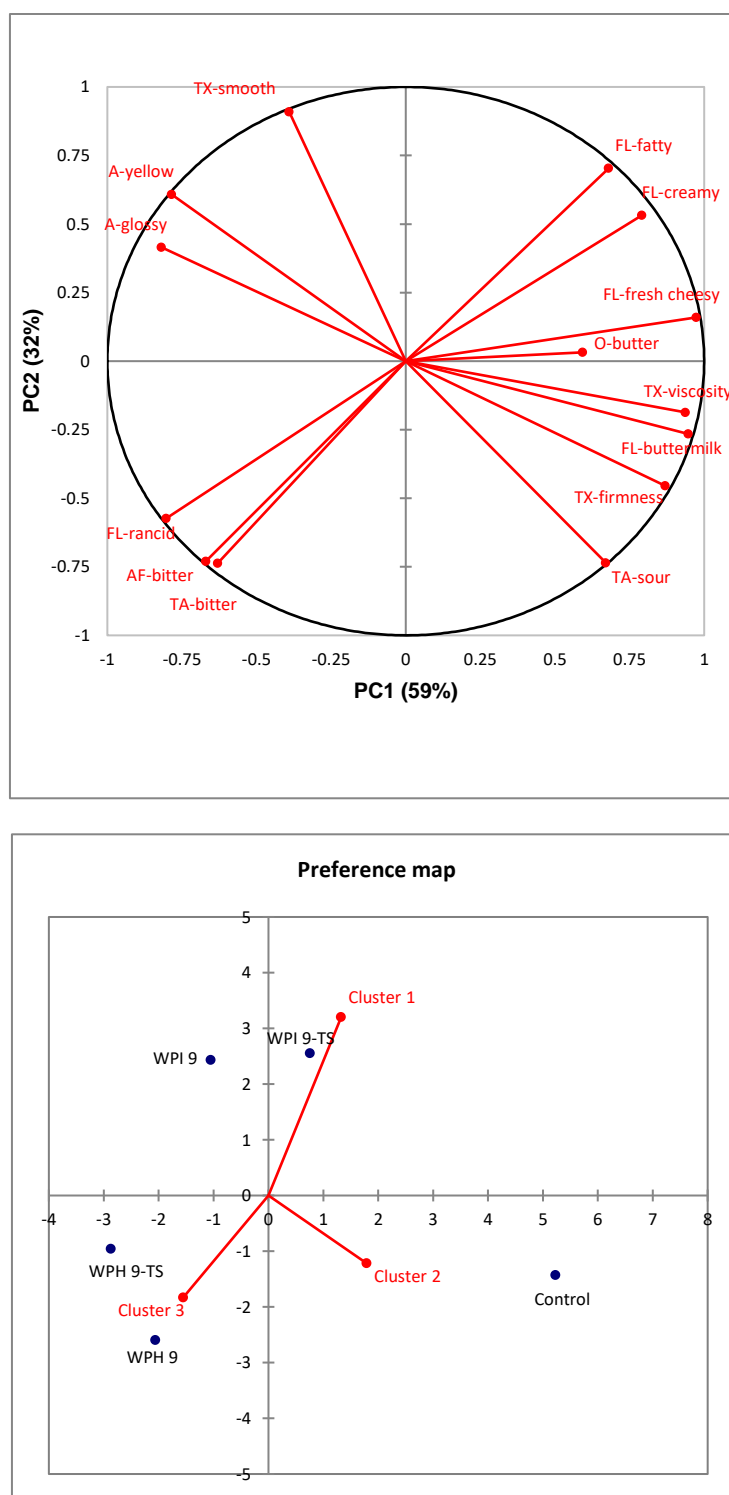 TX-smooth
FL-fatty
A-yellow
FL-creamy
A-glossy
FL-fresh cheesy
O-butter
TX-viscosity
FL-buttermilk
TX-firmness
FL-rancid
AF-bitter
TA-sour
TA-bitter
1
0.75
0.5
0.25
0
-0.25
-0.5
-0.75
-1
PC2 (32%)
-1 -0.75 -0.5 -0.25 0 0.25 0.5 0.75 1
PC1 (59%)
Preference map
5
4
3
2
1
0
-1
-2
-3
-4
-5
-4 -3 -2 -1 0 1 2 3 4 5 6 7 8
Cluster 1
WPI 9-TS
WPI 9
WPH 9-TS
Cluster 2
Cluster 3
Control
WPH 9